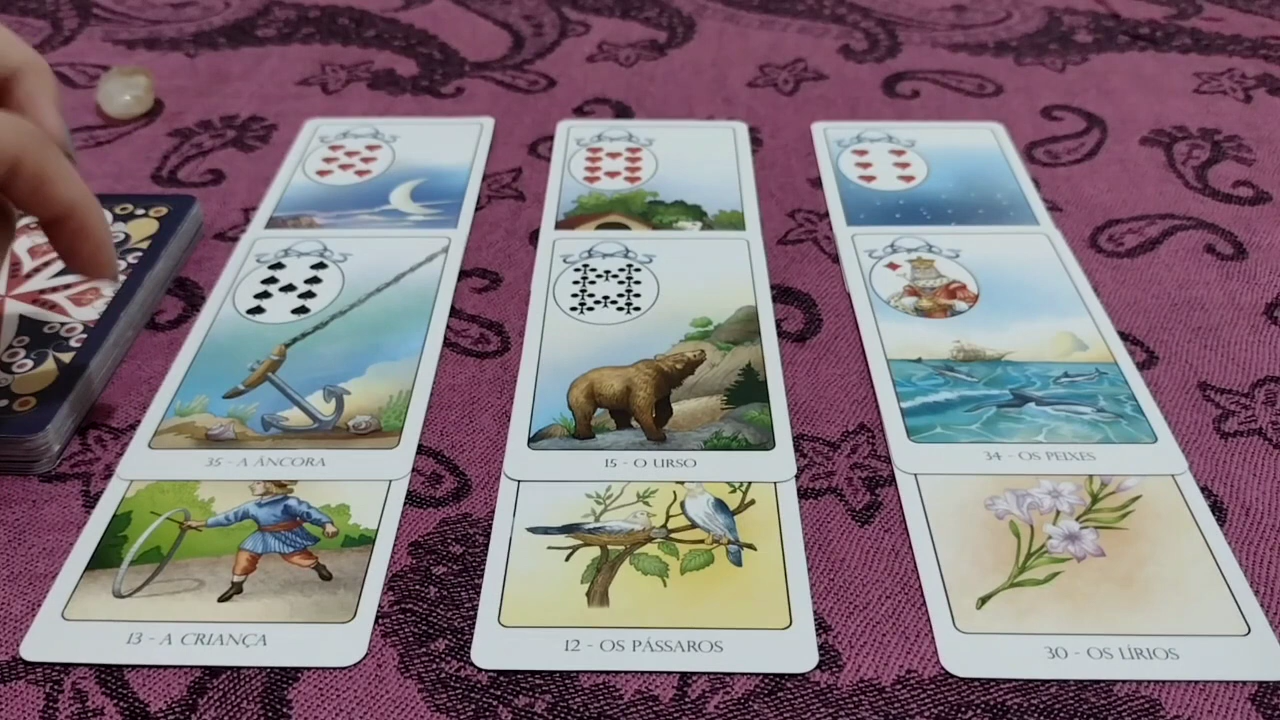 35 - A ÂNCORA
15 - O URSO
34 - OS PEIXES
13 - A CRIANÇA
12 - OS PÁSSAROS
30 - OS LÍRIOS